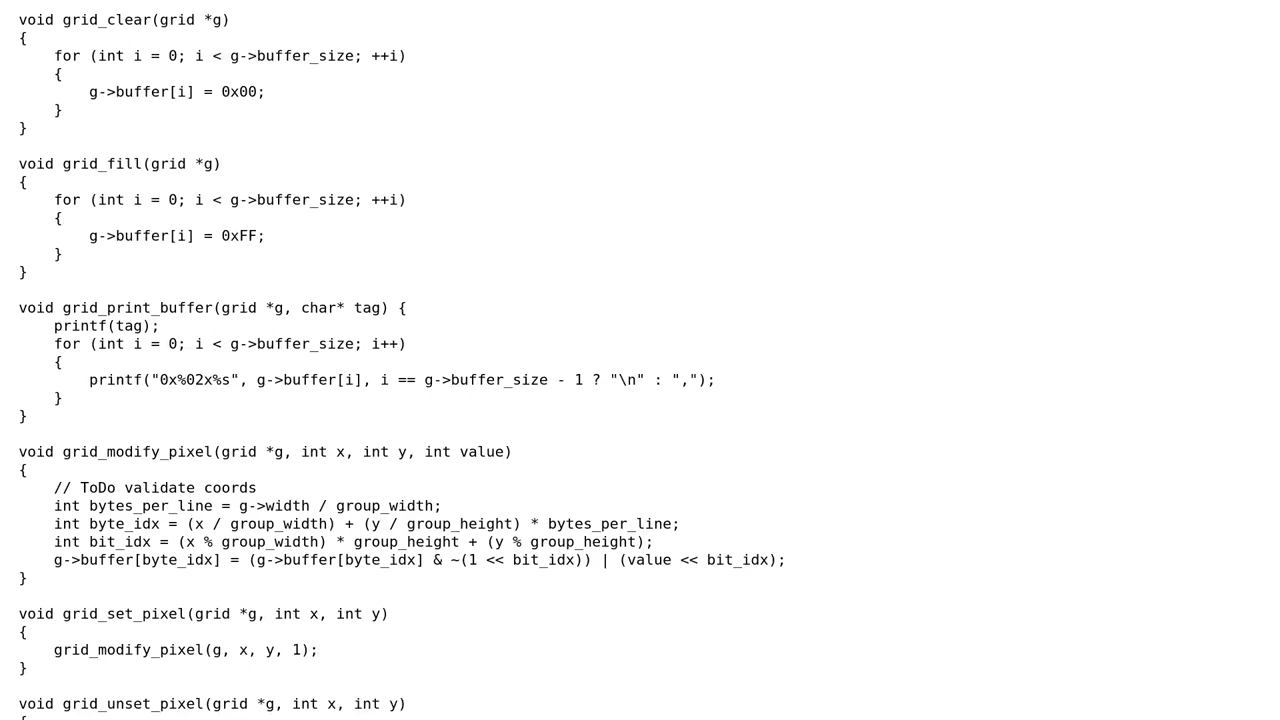 void grid_clear(grid *g)
{
    for (int i = 0; i < g->buffer_size; ++i)
    {
        g->buffer[i] = 0x00;
    }
}

void grid_fill(grid *g)
{
    for (int i = 0; i < g->buffer_size; ++i)
    {
        g->buffer[i] = 0xFF;
    }
}

void grid_print_buffer(grid *g, char* tag) {
    printf(tag);
    for (int i = 0; i < g->buffer_size; i++)
    {
        printf("0x%02x%s", g->buffer[i], i == g->buffer_size - 1 ? "\n" : ",");
    }
}

void grid_modify_pixel(grid *g, int x, int y, int value)
{
    // ToDo validate coords
    int bytes_per_line = g->width / group_width;
    int byte_idx = (x / group_width) + (y / group_height) * bytes_per_line;
    int bit_idx = (x % group_width) * group_height + (y % group_height);
    g->buffer[byte_idx] = (g->buffer[byte_idx] & ~(1 << bit_idx)) | (value << bit_idx);
}

void grid_set_pixel(grid *g, int x, int y)
{
    grid_modify_pixel(g, x, y, 1);
}

void grid_unset_pixel(grid *g, int x, int y)
{